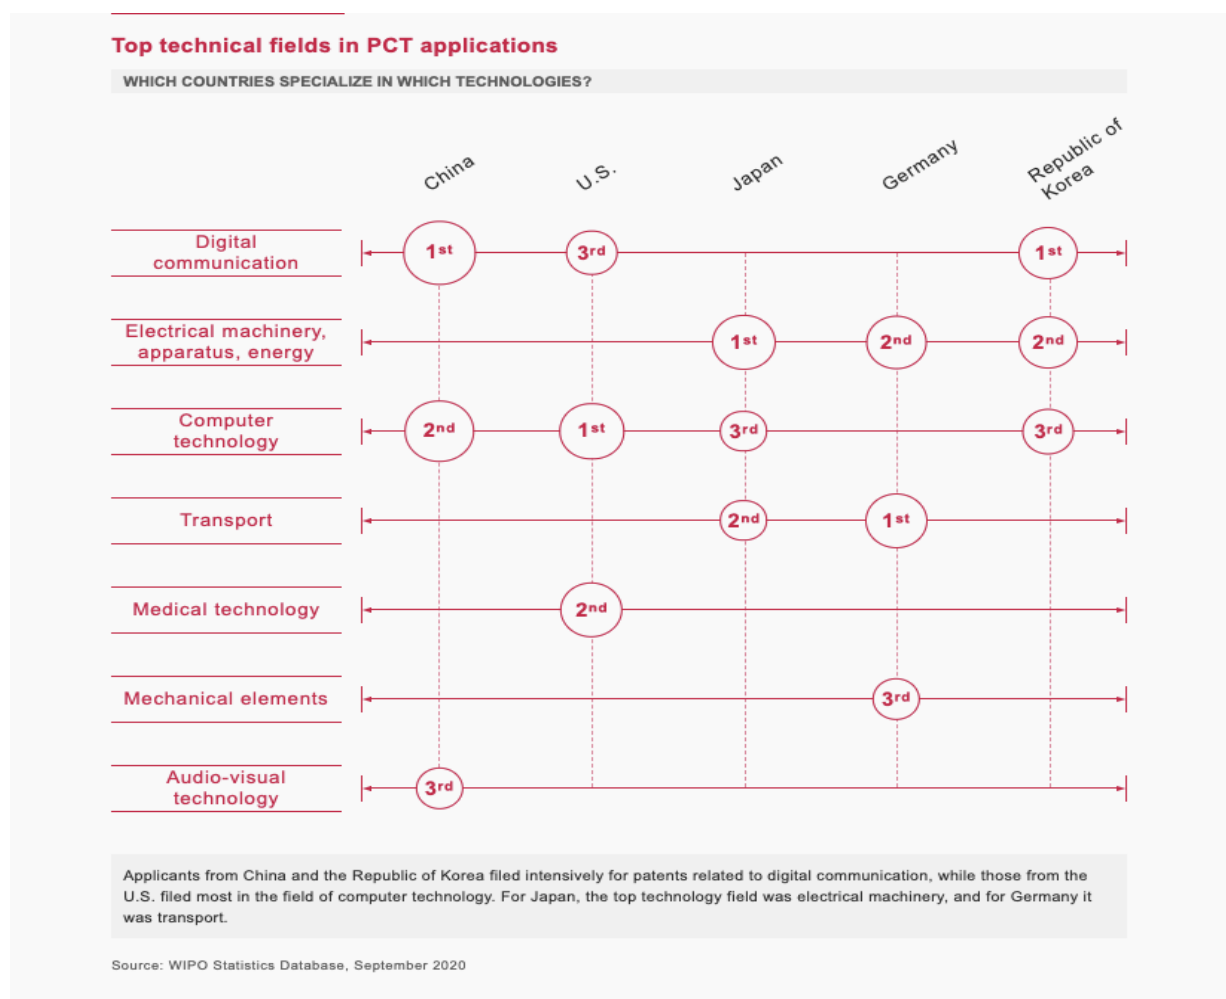 Top technical fields in PCT applications
WHICH COUNTRIES SPECIALIZE IN WHICH TECHNOLOGIES?
China
U.S.
Japan
Germany
Republic of
Korea
Digital
communication
1st
3rd
1st
Electrical machinery,
apparatus, energy
1st
2nd
2nd
Computer
technology
2nd
1st
3rd
3rd
Transport
2nd
1st
Medical technology
2nd
Mechanical elements
3rd
Audio-visual
technology
3rd
Applicants from China and the Republic of Korea filed intensively for patents related to digital communication, while those from the
U.S. filed most in the field of computer technology. For Japan, the top technology field was electrical machinery, and for Germany it
was transport.
Source: WIPO Statistics Database, September 2020